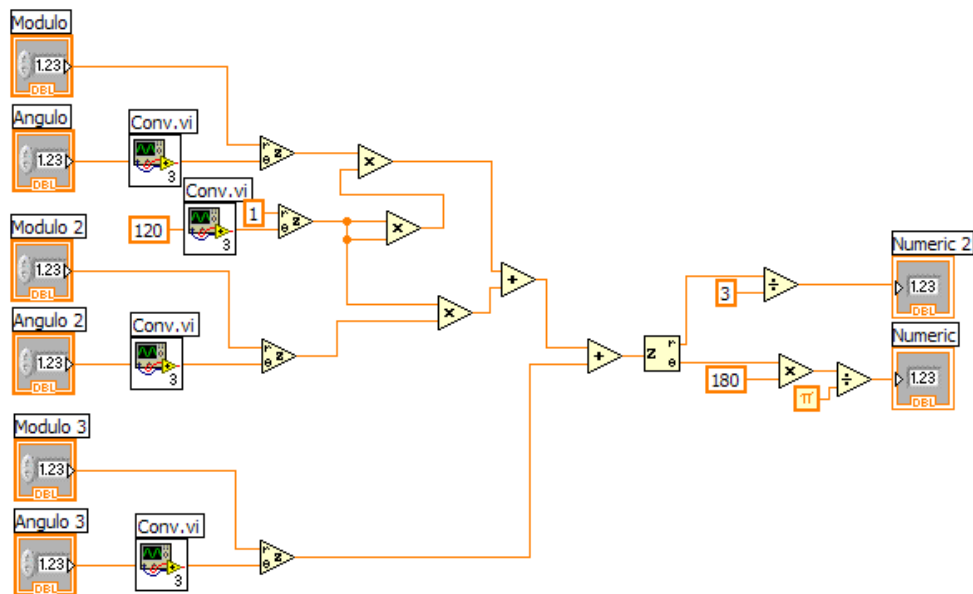 Modulo
1.23
DBL
Angulo
1.23
DBL
Conv.vi
3
r
θ z
×
Conv.vi
3
120
1
r
θ z
×
Modulo 2
1.23
DBL
×
+
Angulo 2
1.23
DBL
Conv.vi
3
r
θ z
Modulo 3
1.23
DBL
Angulo 3
1.23
DBL
Conv.vi
3
r
θ z
+
z r
θ
3
÷
Numeric 2
1.23
DBL
180
×
π
÷
Numeric
1.23
DBL